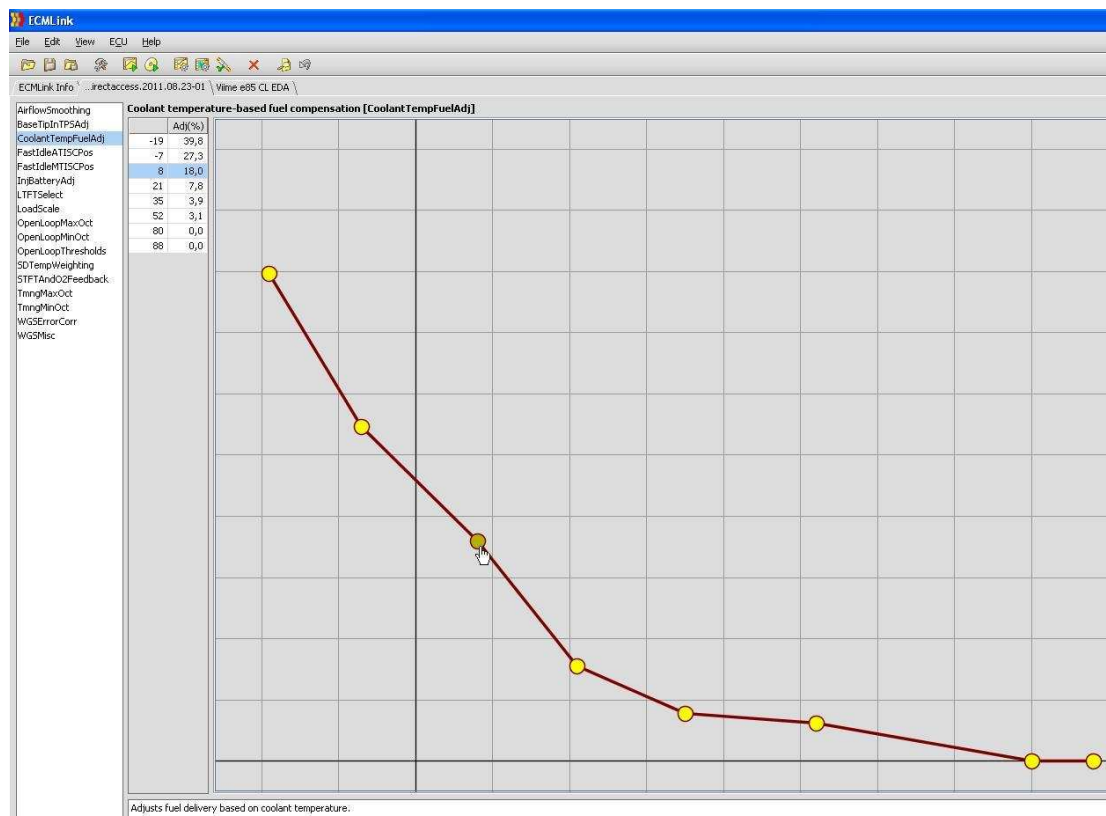 ECMLink
File Edit View ECU Help
ECMLink Info ...irectaccess.2011.08.23-01 Viime e85 CL EDA
AirflowSmoothing
BaseTipInTPSAdj
CoolantTempFuelAdj
FastIdleATISCPos
FastIdleMTISCPos
InjBatteryAdj
LTFTSelect
LoadScale
OpenLoopMaxOct
OpenLoopMinOct
OpenLoopThresholds
SDTempWeighting
STFTAndO2Feedback
TmngMaxOct
TmngMinOct
WGSErrorCorr
WGSMisc
Coolant temperature-based fuel compensation [CoolantTempFuelAdj]
Adj(%)
-19 39,8
-7 27,3
8 18,0
21 7,8
35 3,9
52 3,1
80 0,0
88 0,0
Adjusts fuel delivery based on coolant temperature.